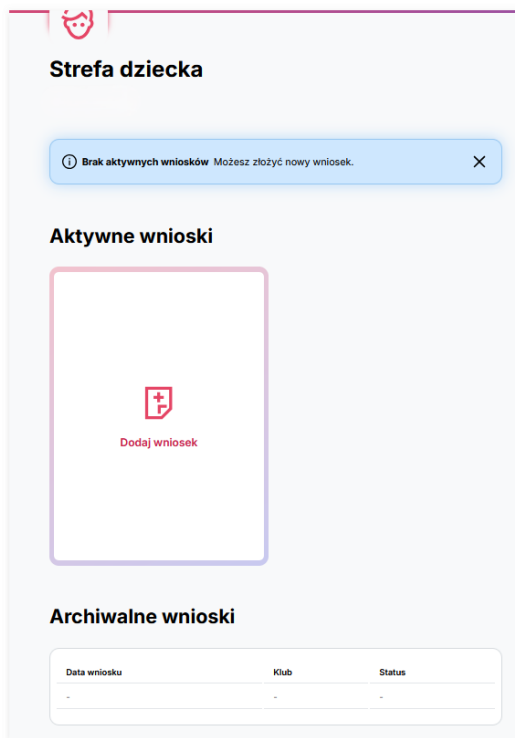 Strefa dziecka
Brak aktywnych wniosków Możesz złożyć nowy wniosek.
Aktywne wnioski
Dodaj wniosek
Archiwalne wnioski
Data wniosku Klub Status
- - -